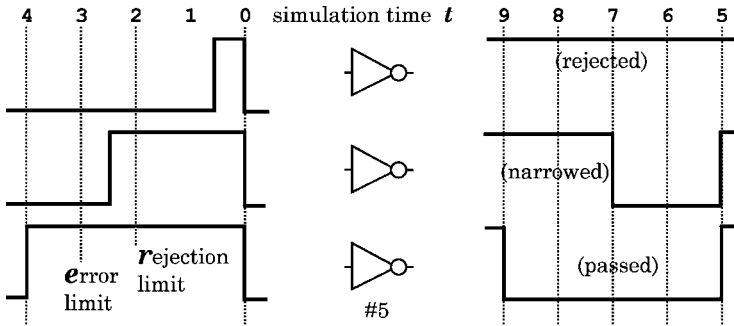 4 3 2 1 0 simulation time t 9 8 7 6 5
(rejected)
(narrowed)
error
limit
rejection
limit
(passed)
#5